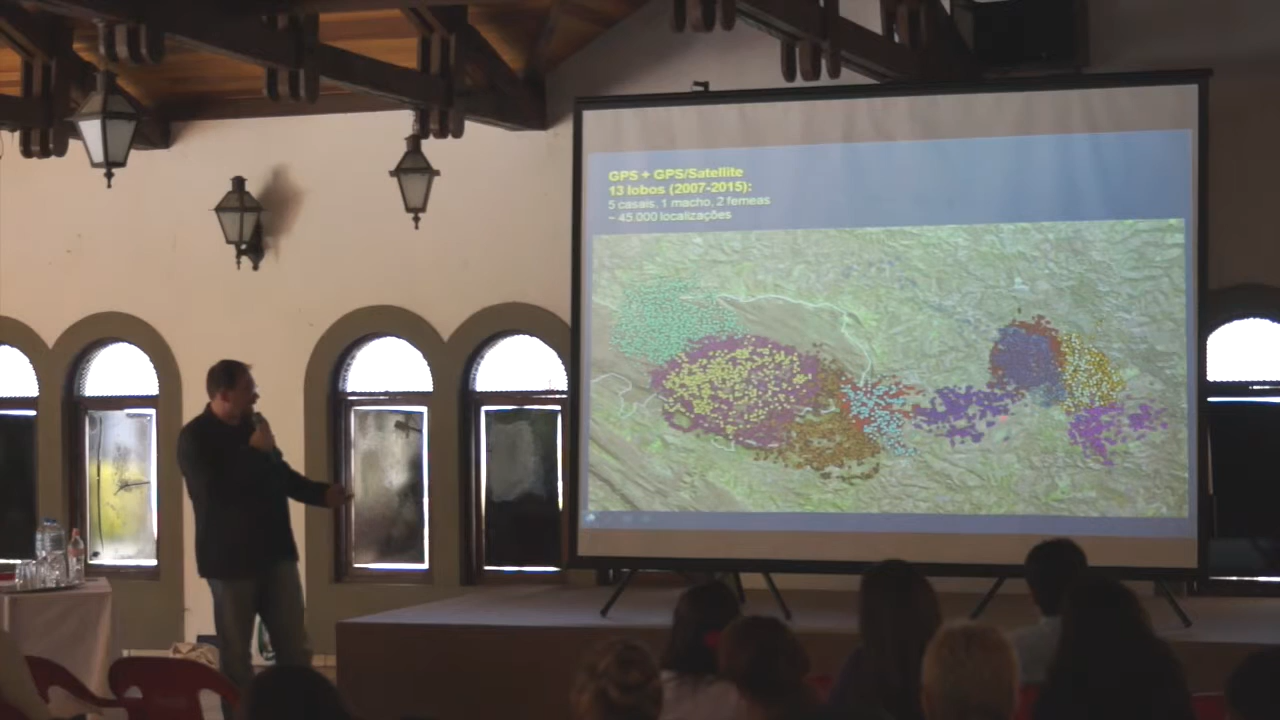 GPS + GPS/Satellite
13 lobos (2007-2015):
5 casais, 1 macho, 2 femeas
~ 45.000 localizações